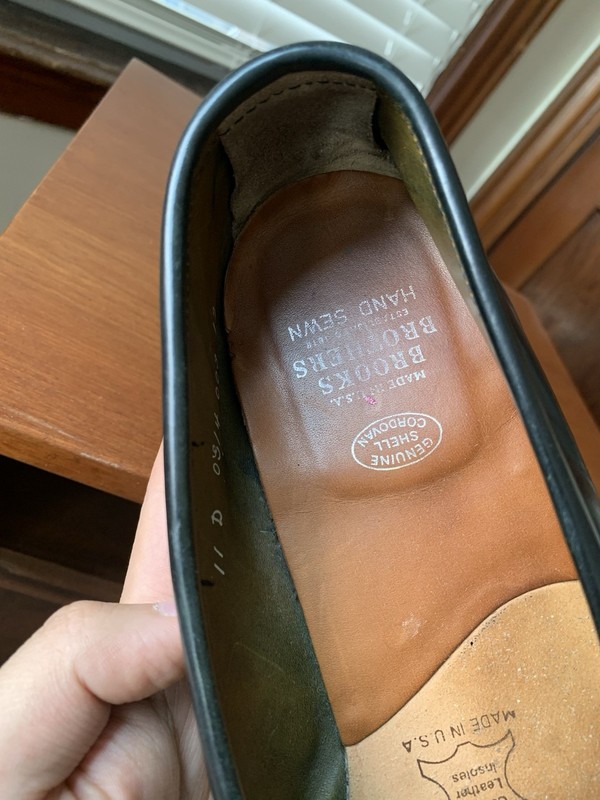 GENUINE
SHELL
CORDOVAN
MADE IN U.S.A.
BROOKS
BROTHERS
HAND SEWN
11 D
Leather
insoles
MADE IN U.S.A